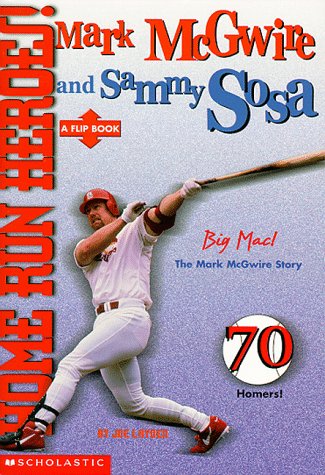 HOME RUN HEROES!
Mark McGwire
and Sammy Sosa
A FLIP BOOK
Big Mac!
The Mark McGwire Story
70
Homers!
BY JOE LAYDEN
SCHOLASTIC